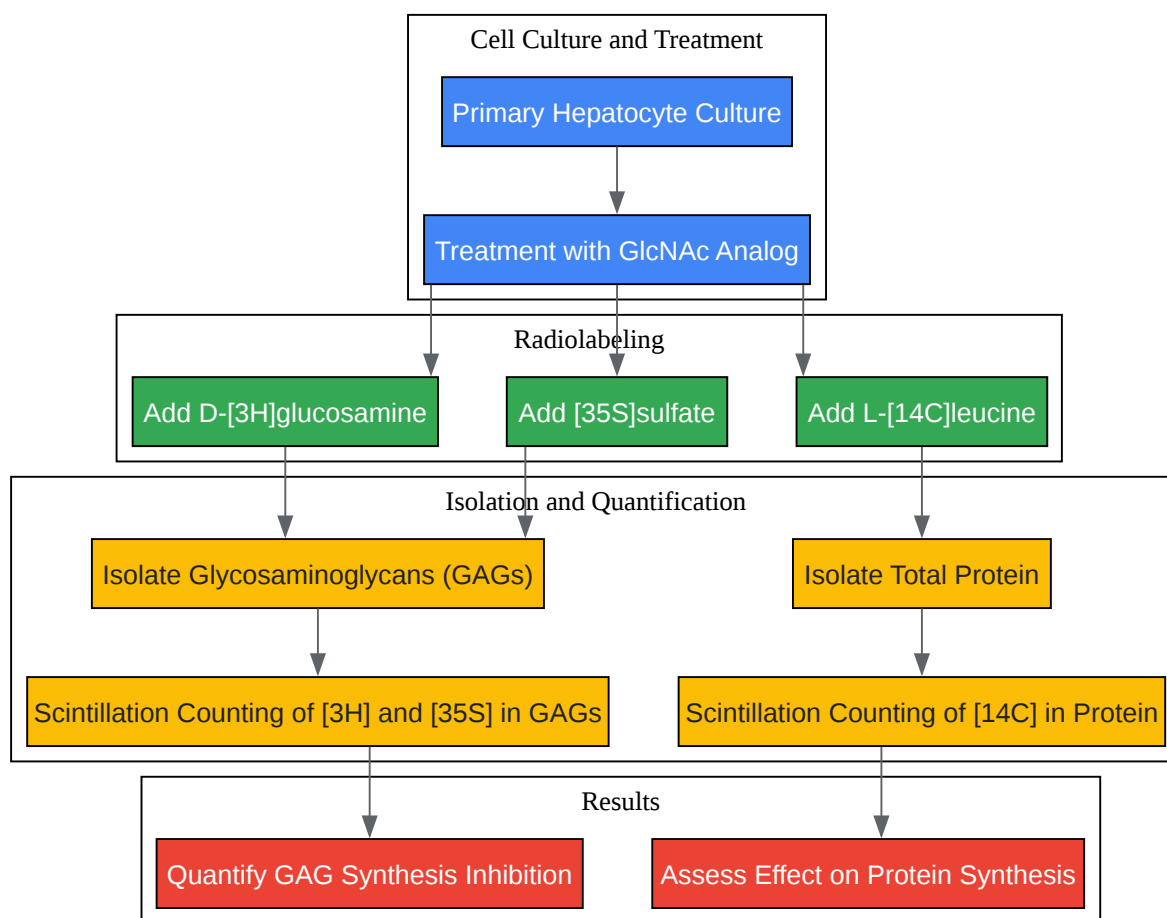 Cell Culture and Treatment
Primary Hepatocyte Culture
Treatment with GlcNAc Analog
Radiolabeling
Add D-[3H]glucosamine
Add [35S]sulfate
Add L-[14C]leucine
Isolation and Quantification
Isolate Glycosaminoglycans (GAGs)
Isolate Total Protein
Scintillation Counting of [3H] and [35S] in GAGs
Scintillation Counting of [14C] in Protein
Results
Quantify GAG Synthesis Inhibition
Assess Effect on Protein Synthesis